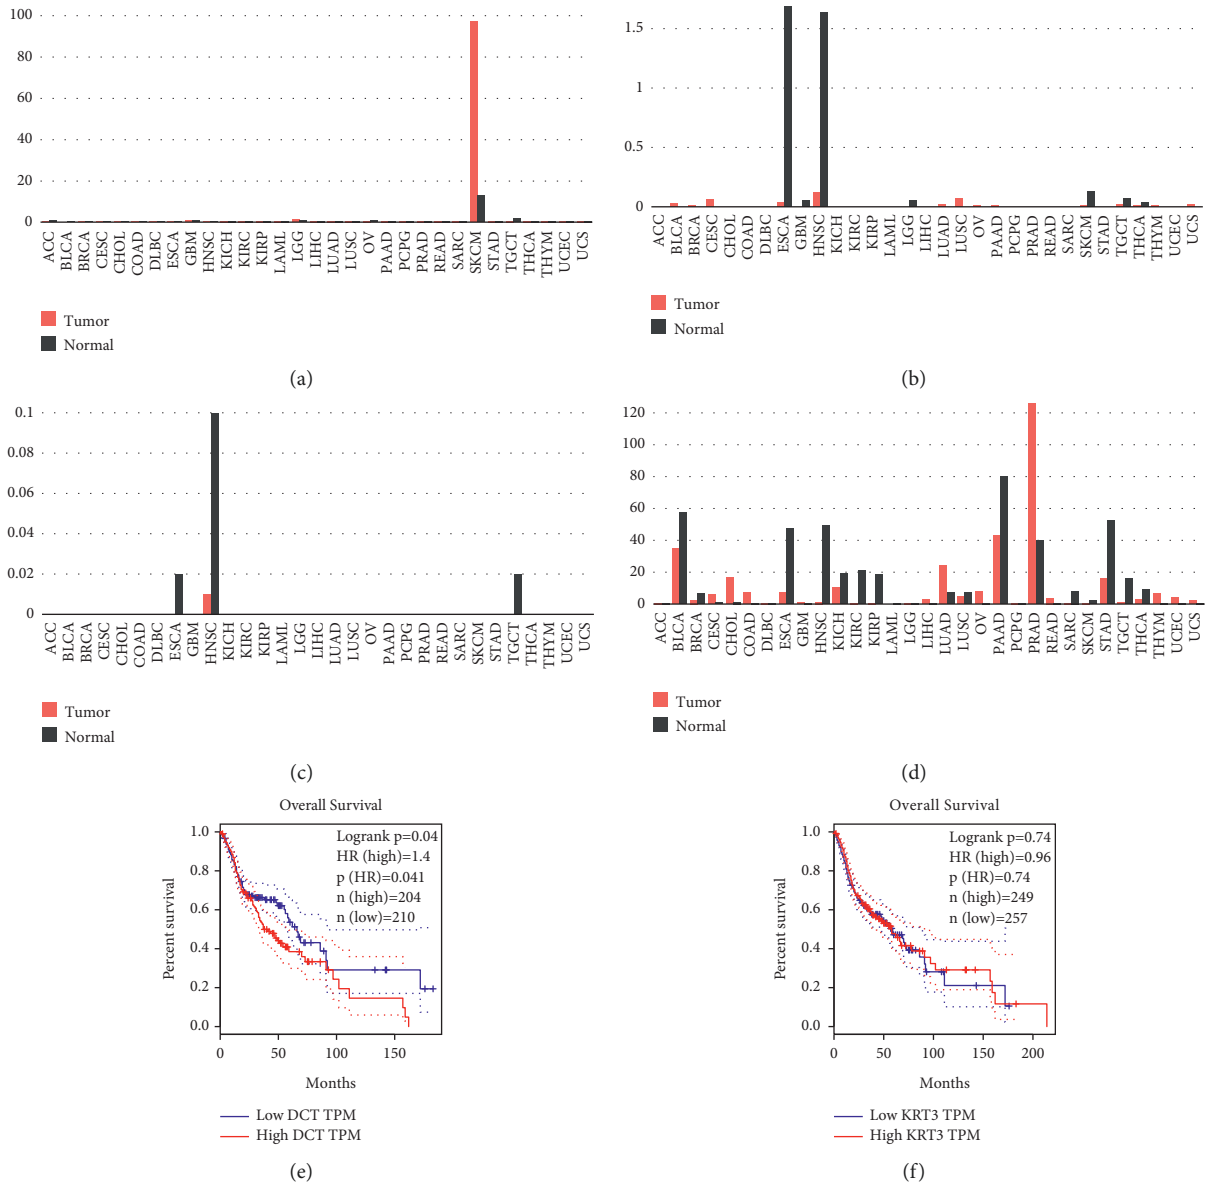 100
80
60
40
20
0
ACC
BLCA
BRCA
CESC
CHOL
COAD
DLBC
ESCA
GBM
HNSC
KICH
KIRC
KIRP
LAML
LGG
LIHC
LUAD
LUSC
OV
PAAD
PCPG
PRAD
READ
SARC
SKCM
STAD
TGCT
THCA
THYM
UCEC
UCS
Tumor
Normal
(a)
1.5
1
0.5
0
ACC
BLCA
BRCA
CESC
CHOL
COAD
DLBC
ESCA
GBM
HNSC
KICH
KIRC
KIRP
LAML
LGG
LIHC
LUAD
LUSC
OV
PAAD
PCPG
PRAD
READ
SARC
SKCM
STAD
TGCT
THCA
THYM
UCEC
UCS
Tumor
Normal
(b)
0.1
0.08
0.06
0.04
0.02
0
ACC
BLCA
BRCA
CESC
CHOL
COAD
DLBC
ESCA
GBM
HNSC
KICH
KIRC
KIRP
LAML
LGG
LIHC
LUAD
LUSC
OV
PAAD
PCPG
PRAD
READ
SARC
SKCM
STAD
TGCT
THCA
THYM
UCEC
UCS
Tumor
Normal
(c)
120
100
80
60
40
20
0
ACC
BLCA
BRCA
CESC
CHOL
COAD
DLBC
ESCA
GBM
HNSC
KICH
KIRC
KIRP
LAML
LGG
LIHC
LUAD
LUSC
OV
PAAD
PCPG
PRAD
READ
SARC
SKCM
STAD
TGCT
THCA
THYM
UCEC
UCS
Tumor
Normal
(d)
Overall Survival
Percent survival
1.0
0.8
0.6
0.4
0.2
0.0
Logrank p=0.04
HR (high)=1.4
p (HR)=0.041
n (high)=204
n (low)=210
0 50 100 150
Months
Low DCT TPM
High DCT TPM
(e)
Overall Survival
Percent survival
1.0
0.8
0.6
0.4
0.2
0.0
Logrank p=0.74
HR (high)=0.96
p (HR)=0.74
n (high)=249
n (low)=257
0 50 100 150 200
Months
Low KRT3 TPM
High KRT3 TPM
(f)